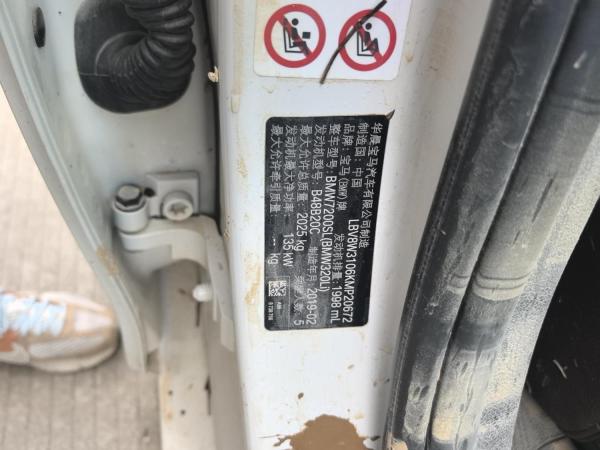 华晨宝马汽车有限公司制造
制造国：中国 LBV8W3106KMP20672
品牌：宝马(BMW)牌 发动机排量：1998 mL
整车型号：BMW7200SL(BMW320Li)
发动机型号：B48B20C 制造年月：2019-02
最大允许总质量：2025 kg 乘坐人数 5
发动机最大净功率：135 kW
最大允许牵引质量 -- kg